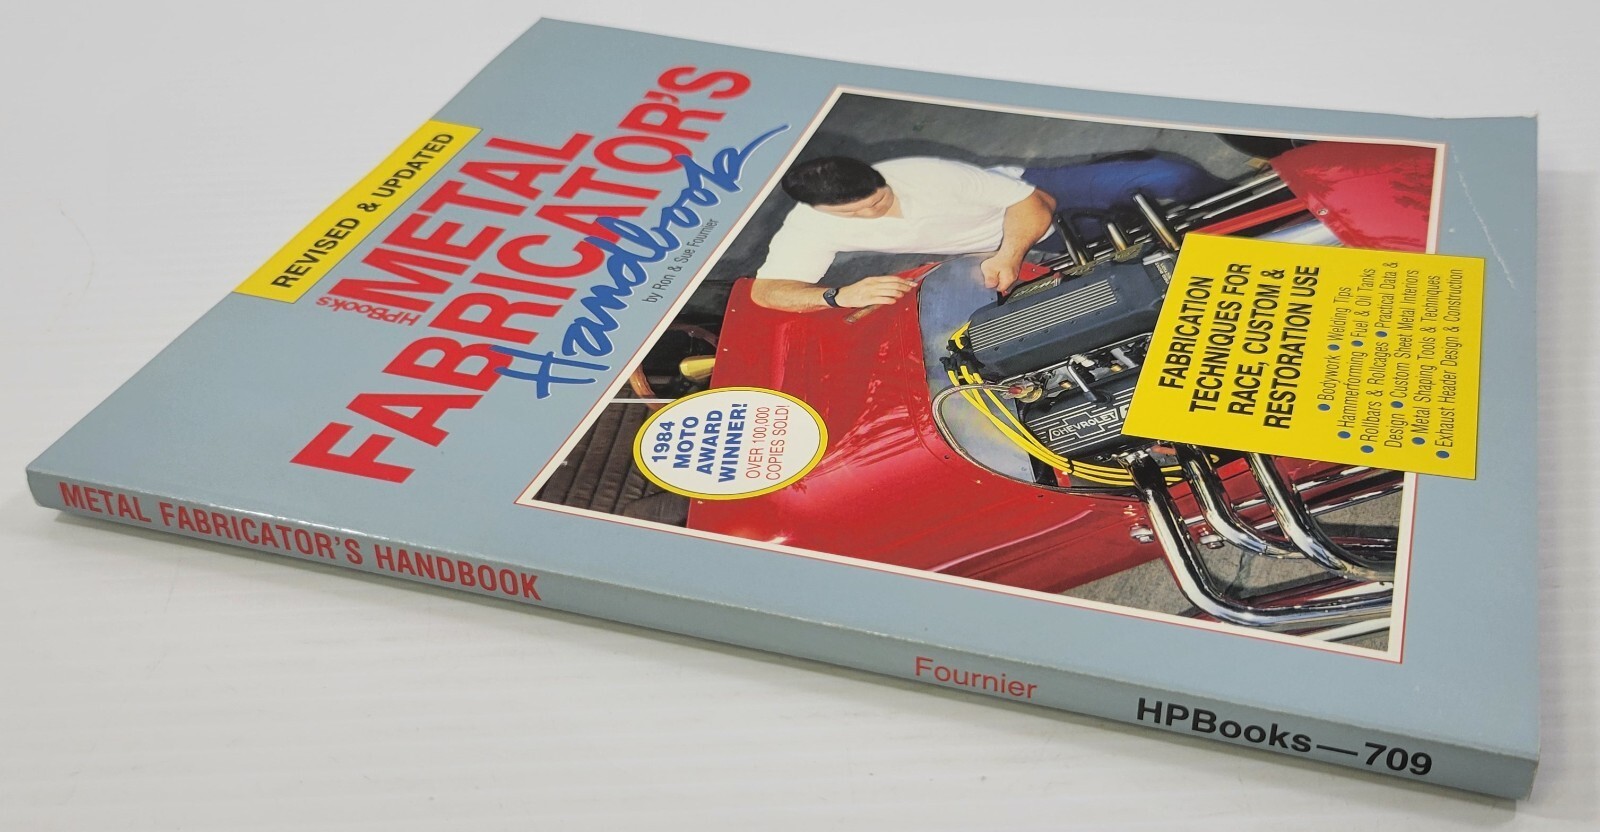 REVISED & UPDATED
HPBooks
METAL
FABRICATOR'S
Handbook
by Ron & Sue Fournier
1984
MOTO
AWARD
WINNER!
OVER 100,000
COPIES SOLD!
CHEVROLET
FABRICATION
TECHNIQUES FOR
RACE, CUSTOM &
RESTORATION USE
• Bodywork • Welding Tips
• Hammerforming • Fuel & Oil Tanks
• Rollbars & Rollcages • Practical Data &
Design • Custom Sheet Metal Interiors
• Metal Shaping Tools & Techniques
• Exhaust Header Design & Construction
METAL FABRICATOR'S HANDBOOK
Fournier
HPBooks—709